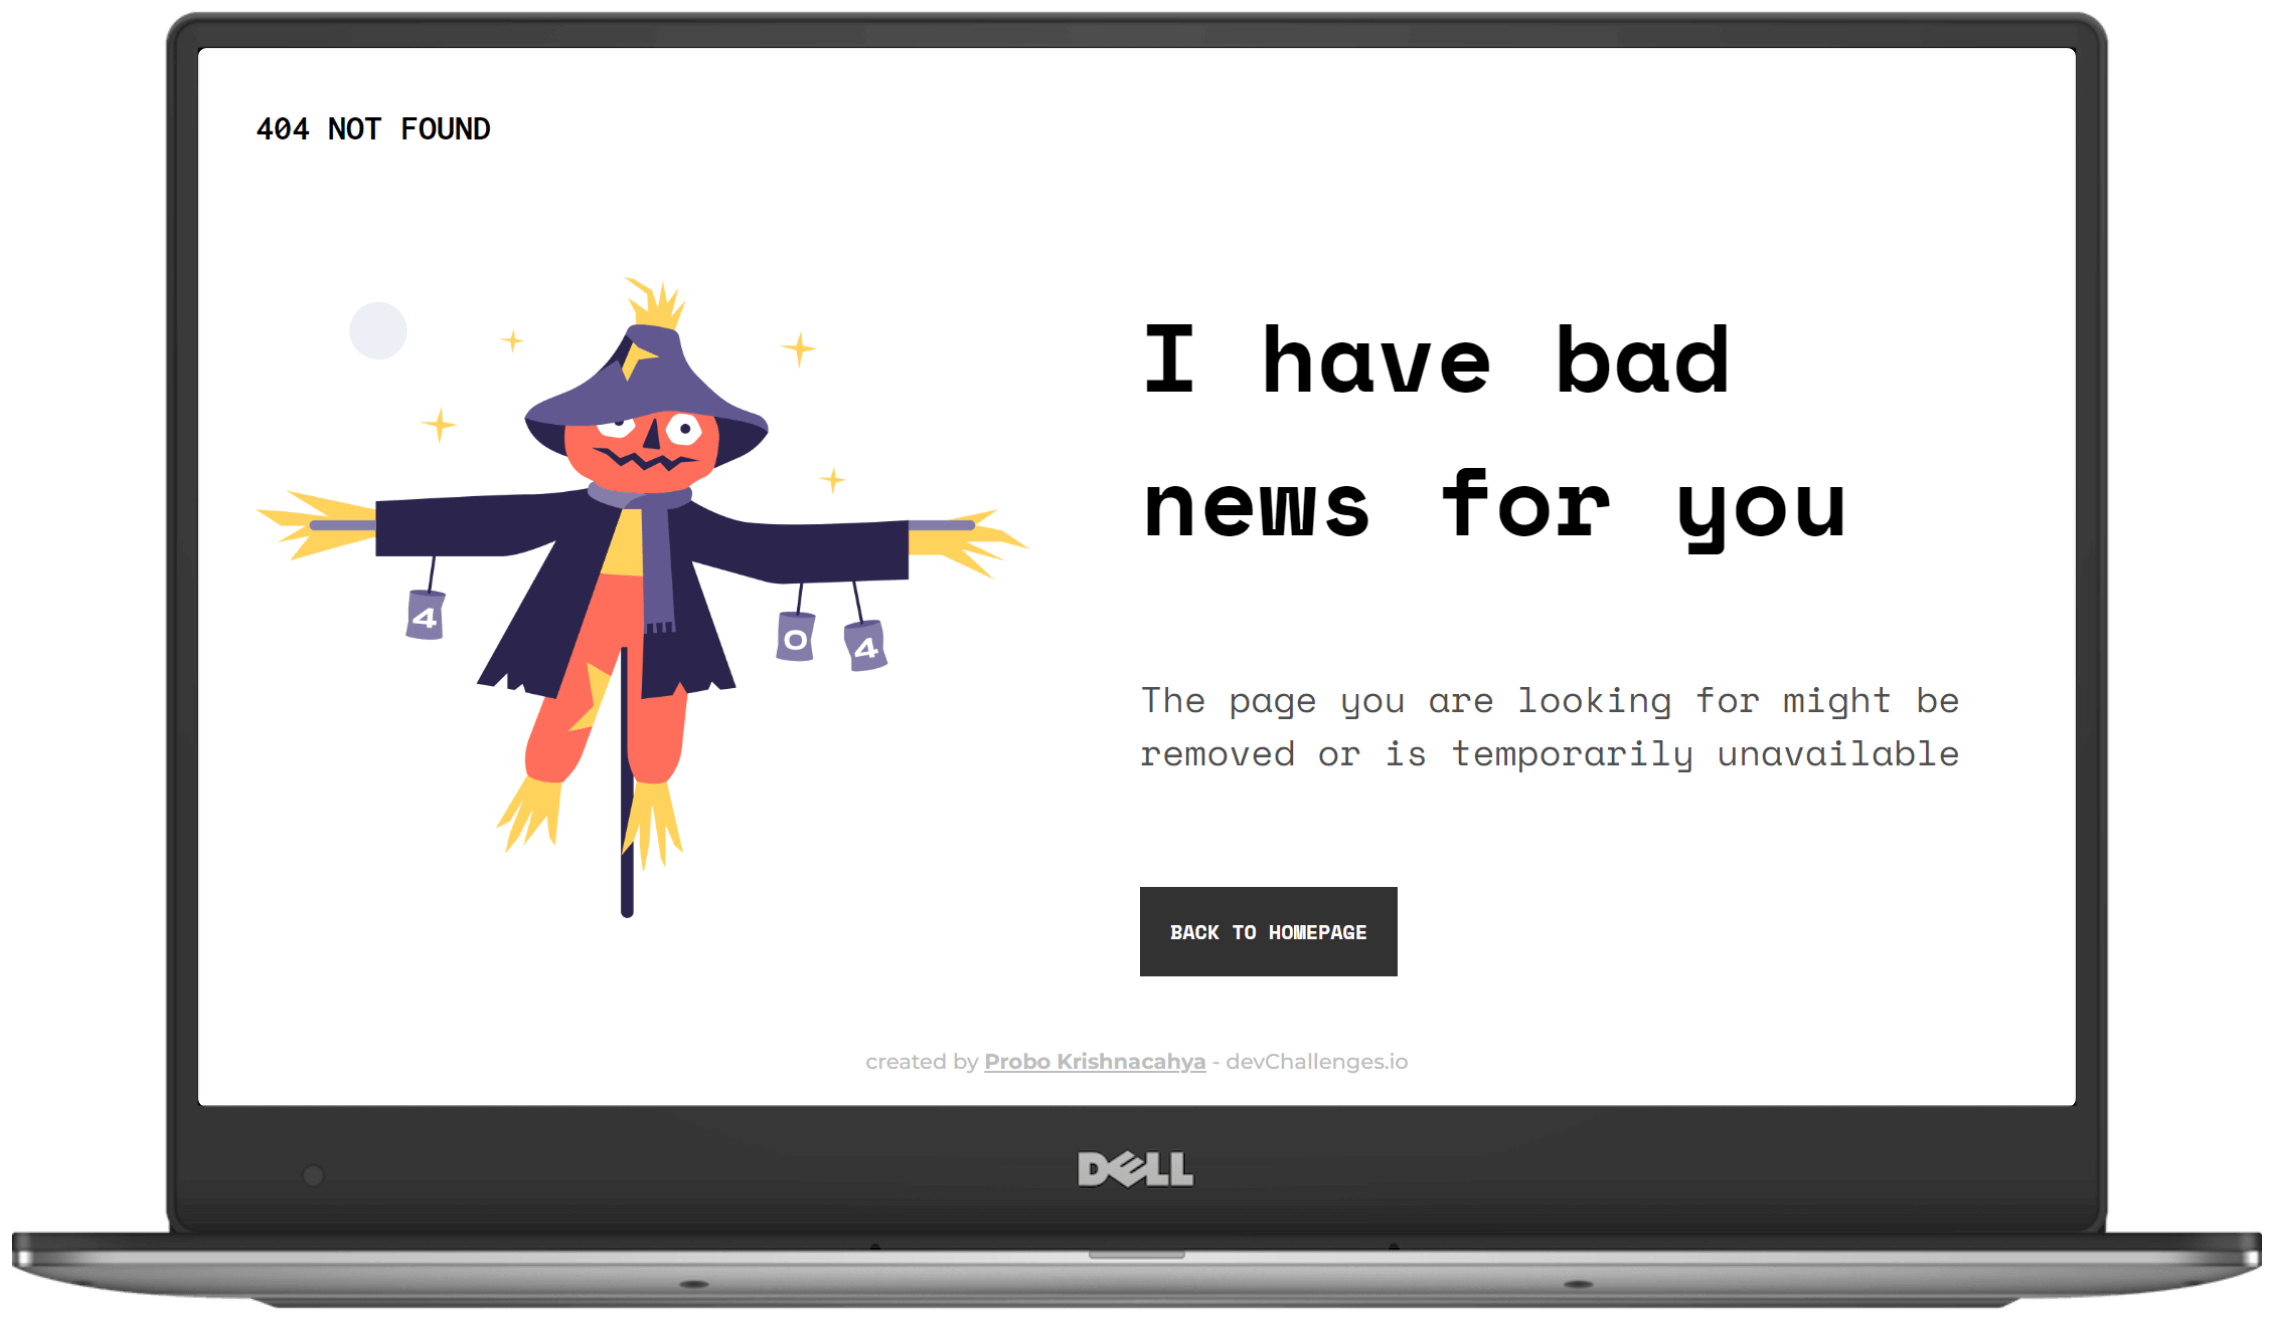 404 NOT FOUND
I have bad
news for you
4
0
4
The page you are looking for might be
removed or is temporarily unavailable
BACK TO HOMEPAGE
created by Probo Krishnacahya - devChallenges.io
DELL